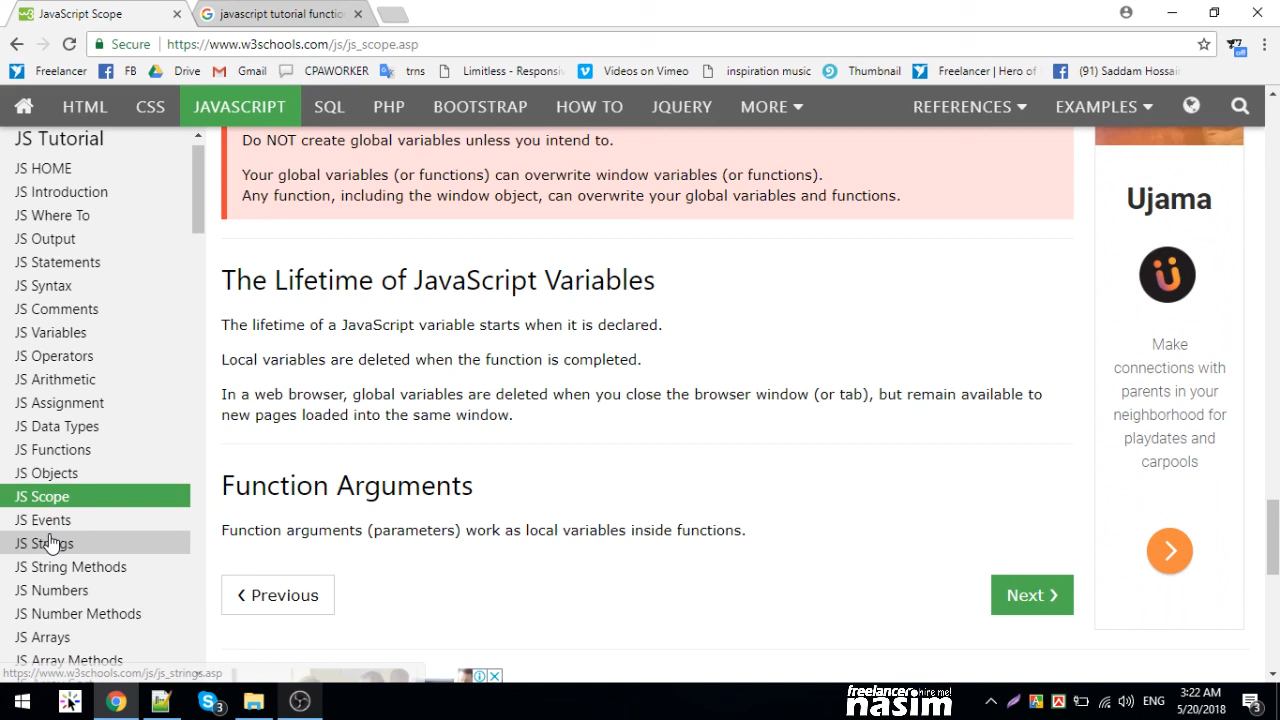 JavaScript Scope
javascript tutorial functio
Secure
https://www.w3schools.com/js/js_scope.asp
off
Freelancer
FB
Drive
Gmail
CPAWORKER
trns
Limitless - Responsiv
Videos on Vimeo
inspiration music
Thumbnail
Freelancer | Hero of
(91) Saddam Hossai
HTML
CSS
JAVASCRIPT
SQL
PHP
BOOTSTRAP
HOW TO
JQUERY
MORE
REFERENCES
EXAMPLES
JS Tutorial
JS HOME
JS Introduction
JS Where To
JS Output
JS Statements
JS Syntax
JS Comments
JS Variables
JS Operators
JS Arithmetic
JS Assignment
JS Data Types
JS Functions
JS Objects
JS Scope
JS Events
JS Strings
JS String Methods
JS Numbers
JS Number Methods
JS Arrays
JS Array Methods
https://www.w3schools.com/js/js_strings.asp
Do NOT create global variables unless you intend to.
Your global variables (or functions) can overwrite window variables (or functions).
Any function, including the window object, can overwrite your global variables and functions.
The Lifetime of JavaScript Variables
The lifetime of a JavaScript variable starts when it is declared.
Local variables are deleted when the function is completed.
In a web browser, global variables are deleted when you close the browser window (or tab), but remain available to
new pages loaded into the same window.
Function Arguments
Function arguments (parameters) work as local variables inside functions.
❮ Previous
Next ❯
Ujama
Make
connections with
parents in your
neighborhood for
playdates and
carpools
3
freelancer hire me!
nasim
ENG
3:22 AM
5/20/2018
3